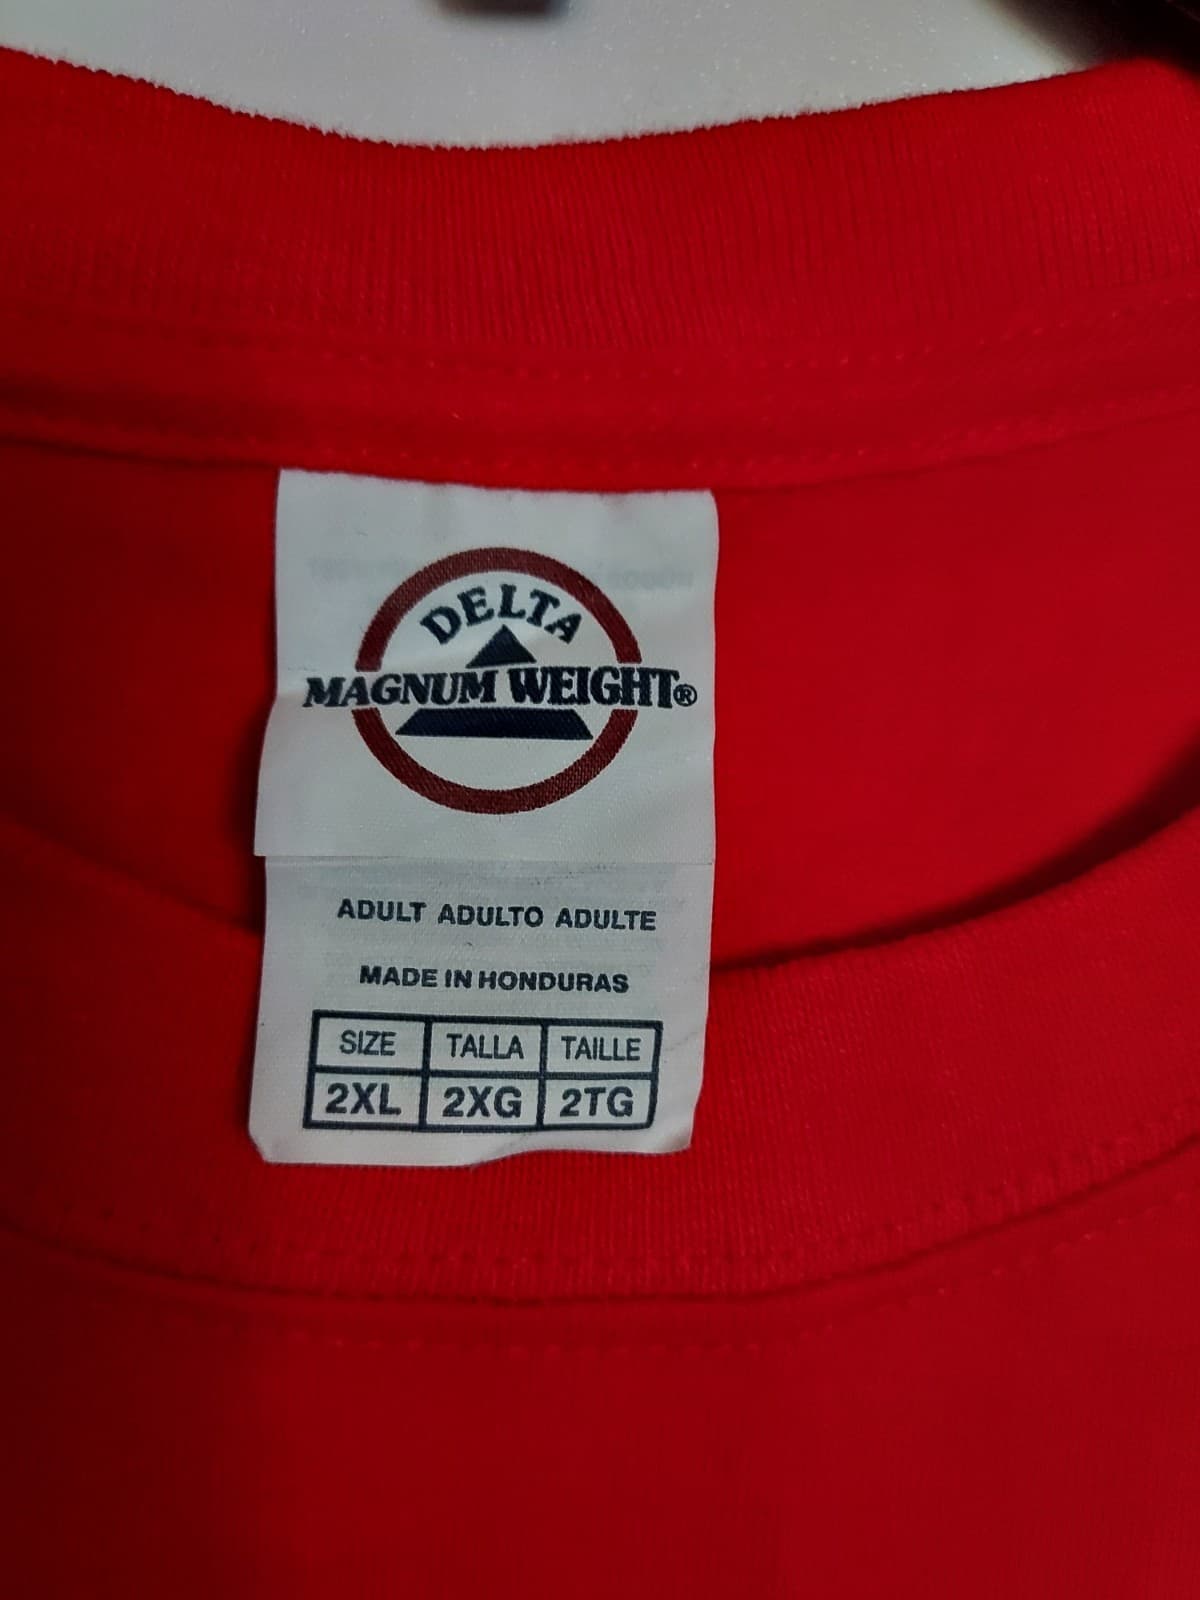 DELTA
MAGNUM WEIGHT®
ADULT ADULTO ADULTE
MADE IN HONDURAS
SIZE TALLA TAILLE
2XL 2XG 2TG